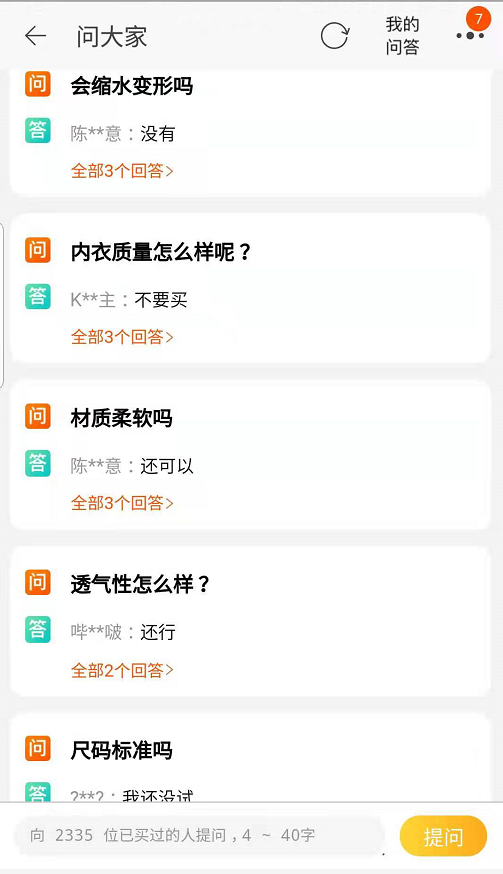 问大家
我的
问答
7
问 会缩水变形吗
答 陈**意：没有
全部3个回答>
问 内衣质量怎么样呢？
答 K**主：不要买
全部3个回答>
问 材质柔软吗
答 陈**意：还可以
全部3个回答>
问 透气性怎么样？
答 哔**啵：还行
全部2个回答>
问 尺码标准吗
答 ?**?：我还没试
向 2335 位已买过的人提问，4 ~ 40字
提问